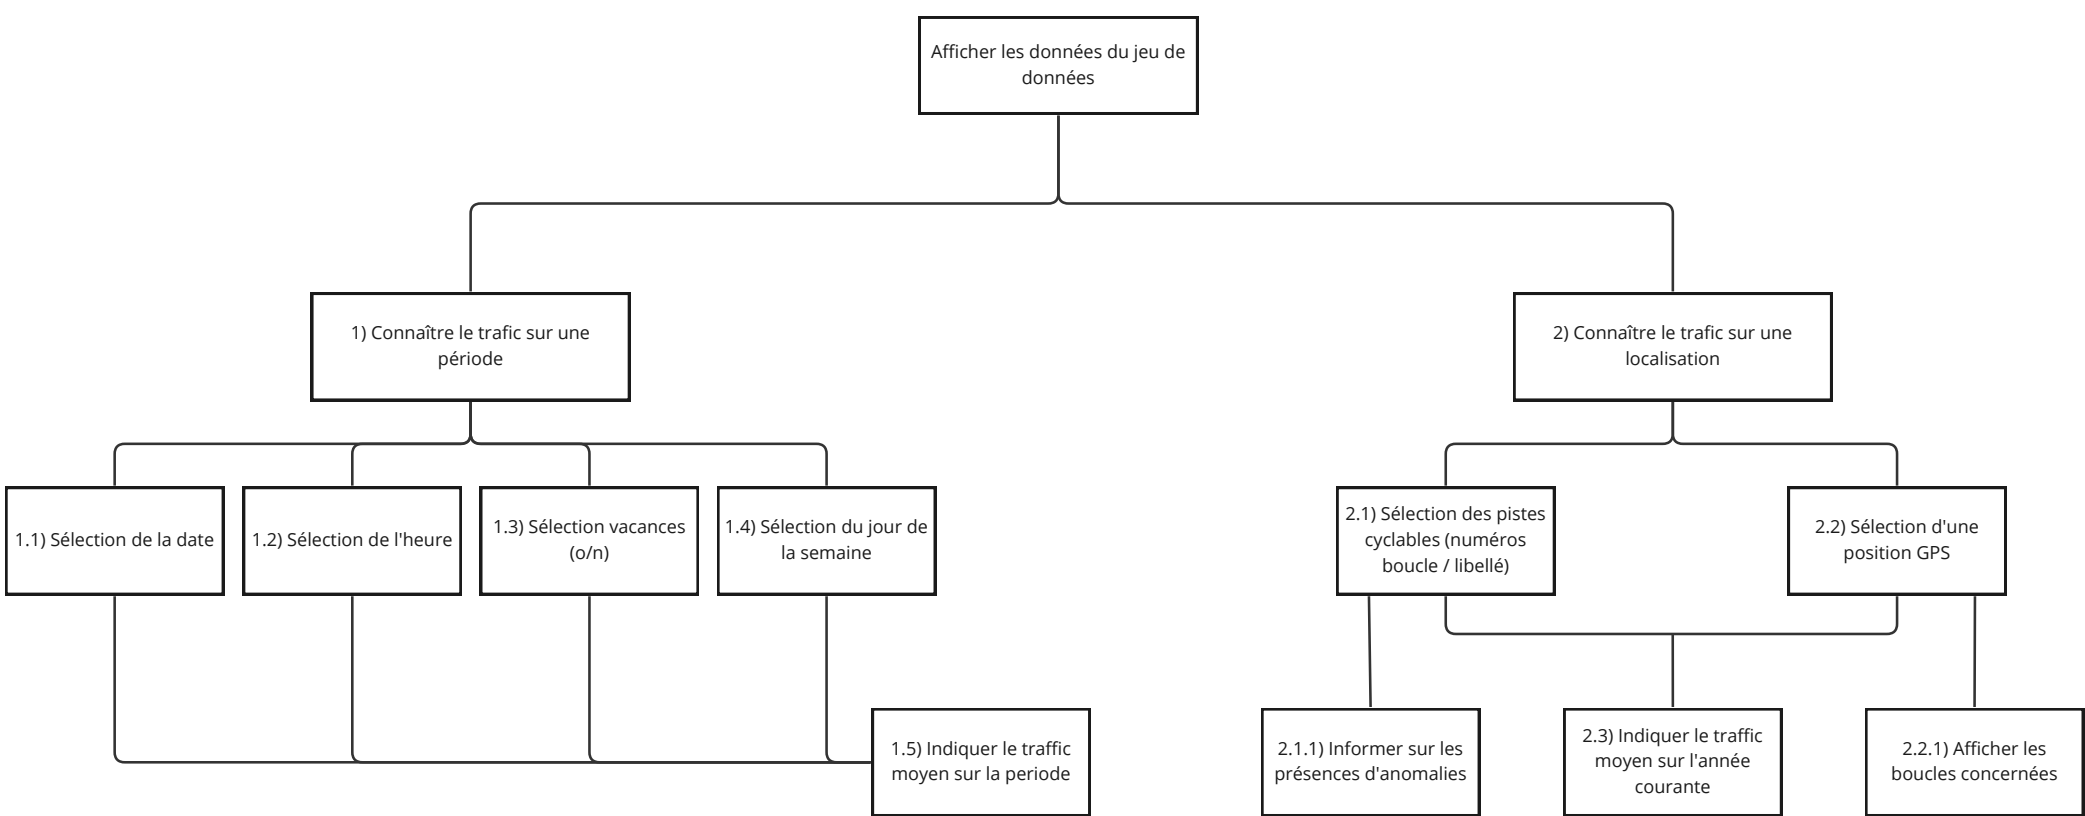 Afficher les données du jeu de
données
1) Connaître le trafic sur une
période
2) Connaître le trafic sur une
localisation
1.1) Sélection de la date
1.2) Sélection de l'heure
1.3) Sélection vacances
(o/n)
1.4) Sélection du jour de
la semaine
2.1) Sélection des pistes
cyclables (numéros
boucle / libellé)
2.2) Sélection d'une
position GPS
1.5) Indiquer le traffic
moyen sur la periode
2.1.1) Informer sur les
présences d'anomalies
2.3) Indiquer le traffic
moyen sur l'année
courante
2.2.1) Afficher les
boucles concernées